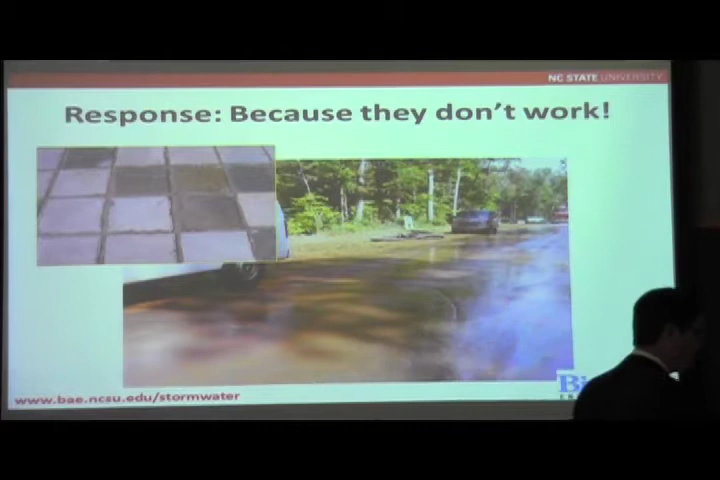 NC STATE UNIVERSITY
Response: Because they don't work!
www.bae.ncsu.edu/stormwater